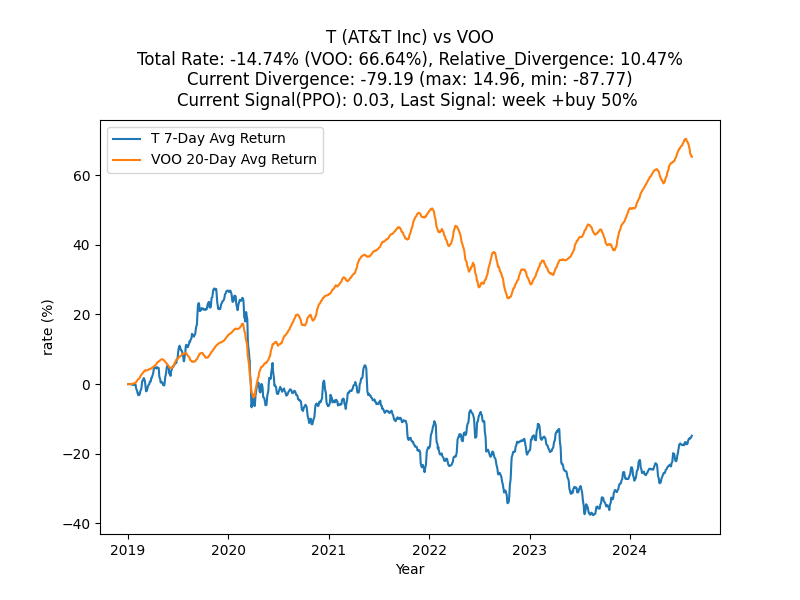 T (AT&T Inc) vs VOO
Total Rate: -14.74% (VOO: 66.64%), Relative_Divergence: 10.47%
Current Divergence: -79.19 (max: 14.96, min: -87.77)
Current Signal(PPO): 0.03, Last Signal: week +buy 50%
T 7-Day Avg Return
VOO 20-Day Avg Return
rate (%)
60
40
20
0
−20
−40
2019 2020 2021 2022 2023 2024
Year